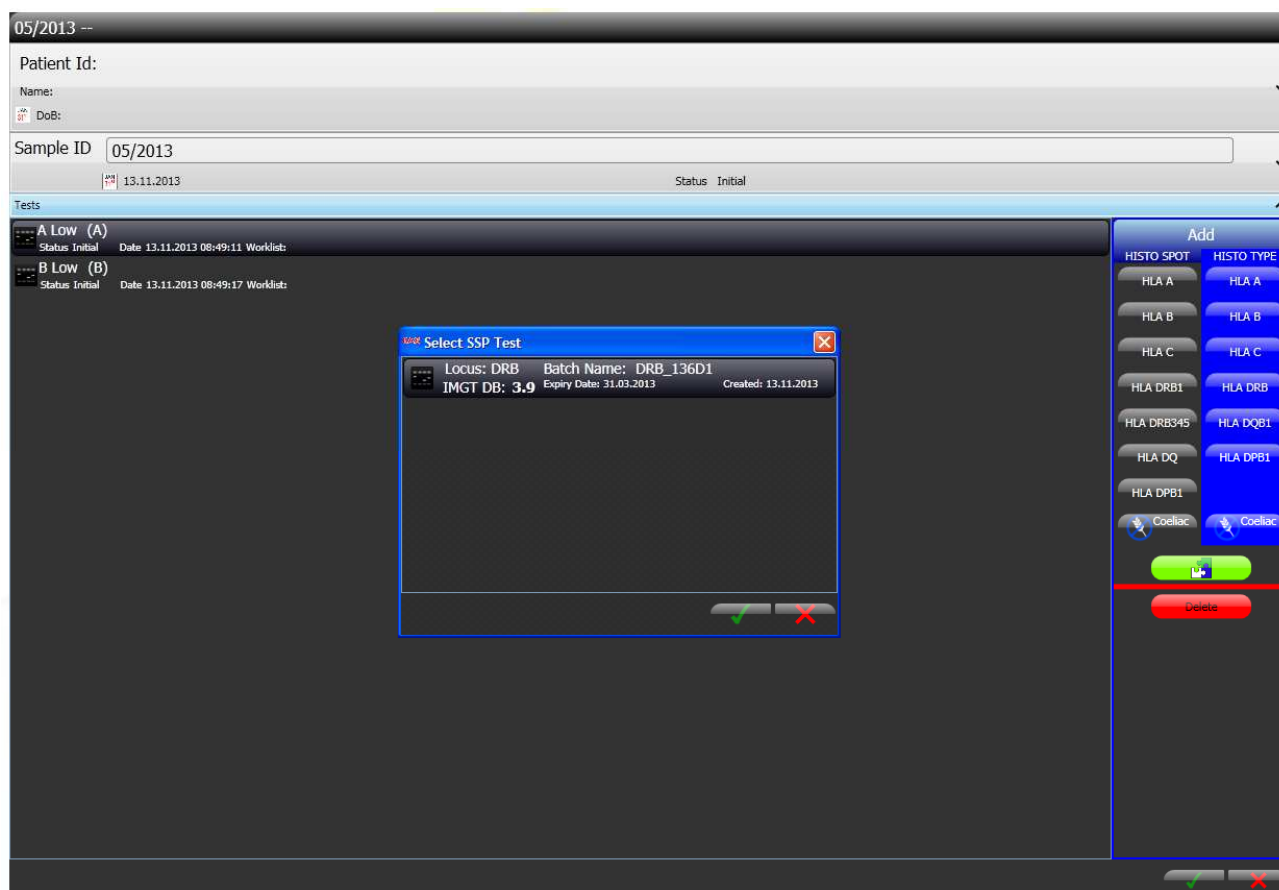 05/2013 --
Patient Id:
Name:
DoB:
Sample ID 05/2013
13.11.2013 Status Initial
Tests
A Low (A)
Status Initial Date 13.11.2013 08:49:11 Worklist:
B Low (B)
Status Initial Date 13.11.2013 08:49:17 Worklist:
Select SSP Test
Locus: DRB Batch Name: DRB_136D1
IMGT DB: 3.9 Expiry Date: 31.03.2013 Created: 13.11.2013
Add
HISTO SPOT HISTO TYPE
HLA A HLA A
HLA B HLA B
HLA C HLA C
HLA DRB1 HLA DRB
HLA DRB345 HLA DQB1
HLA DQ HLA DPB1
HLA DPB1
Coeliac Coeliac
Delete